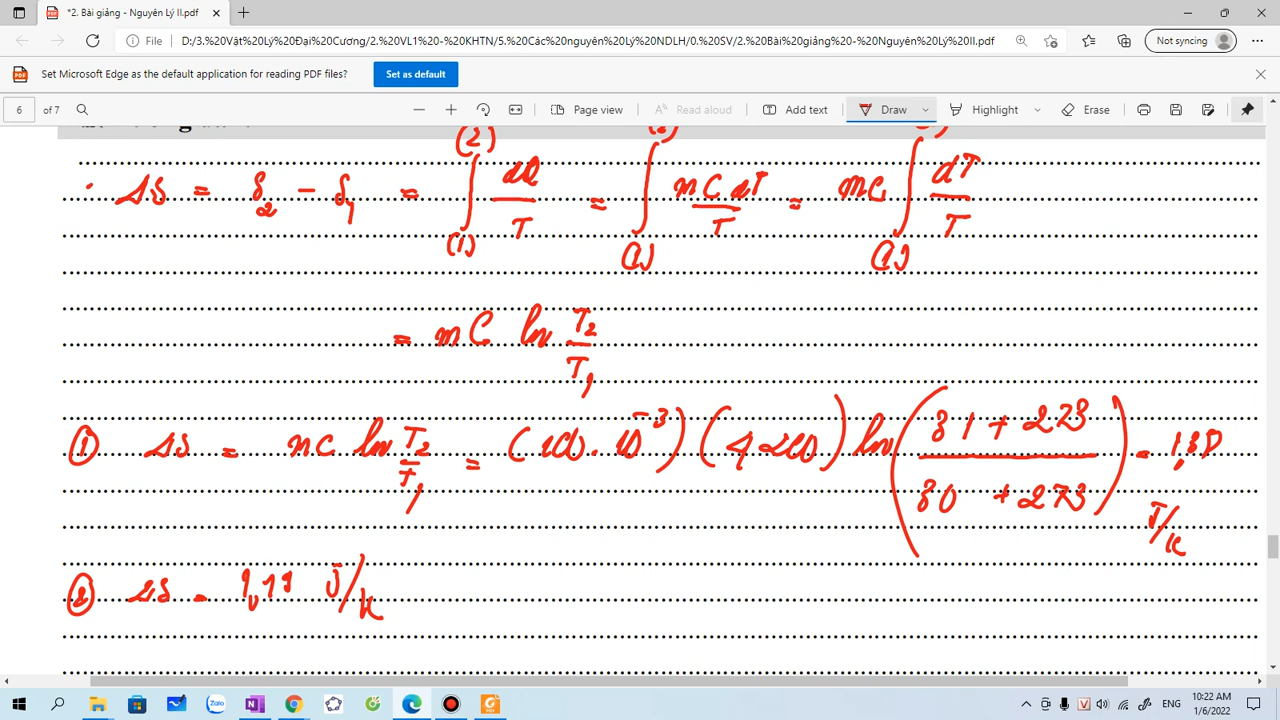 *2. Bài giảng - Nguyên Lý II.pdf
File D:/3.%20Vật%20Lý%20Đại%20Cương/2.%20VL1%20-%20KHTN/5.%20Các%20nguyên%20Lý%20NDLH/0.%20SV/2.%20Bài%20giảng%20-%20Nguyên%20Lý%20II.pdf Not syncing
Set Microsoft Edge as the default application for reading PDF files? Set as default
6 of 7 Page view Read aloud Add text Draw Highlight Erase
ΔS = S₂ - S₁ = ∫₍₁₎⁽²⁾ dQ/T = ∫₍₁₎⁽²⁾ mC dT/T = mC ∫₍₁₎⁽²⁾ dT/T
= mC ln T₂/T₁
① ΔS = mC ln T₂/T₁ = (100.10⁻³)(4200) ln((31 + 273)/(30 + 273)) = 1,38 J/K
② ΔS = J/K
ENG 10:22 AM
1/6/2022